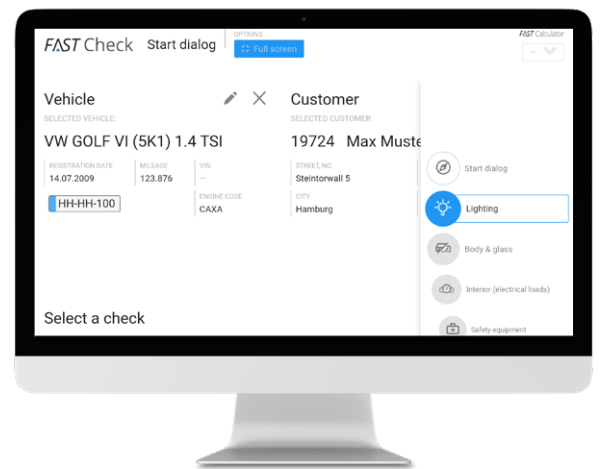 FAST Check Start dialog
OPTIONS
Full screen
FAST Calculator
–
Vehicle
SELECTED VEHICLE:
VW GOLF VI (5K1) 1.4 TSI
REGISTRATION DATE
14.07.2009
MILEAGE
123.876
VIN
—
HH-HH-100
ENGINE CODE
CAXA
Customer
SELECTED CUSTOMER
19724 Max Muste
STREET, NO.
Steintorwall 5
CITY
Hamburg
Start dialog
Lighting
Body & glass
Interior (electrical loads)
Safety equipment
Select a check